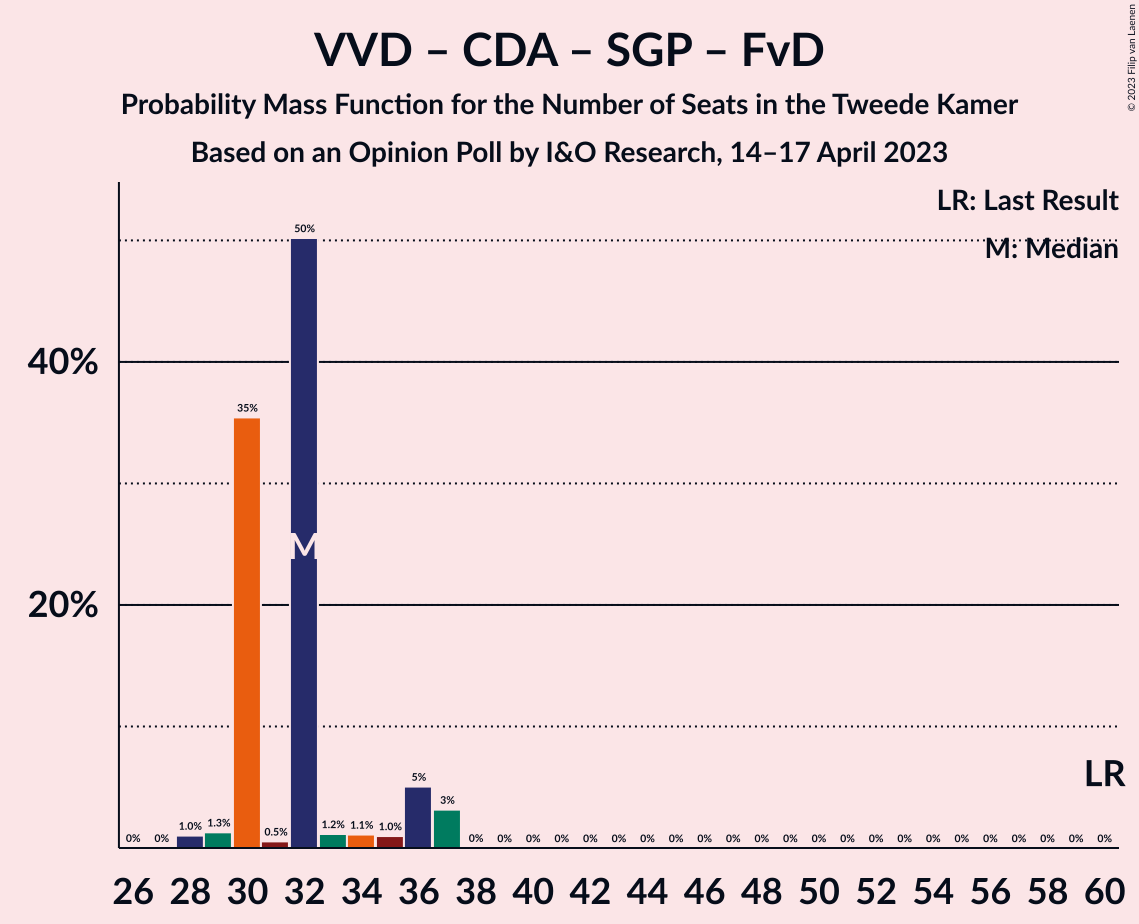 VVD – CDA – SGP – FvD
Probability Mass Function for the Number of Seats in the Tweede Kamer
Based on an Opinion Poll by I&O Research, 14–17 April 2023
© 2023 Filip van Laenen
LR: Last Result
M: Median
40%
20%
0% 0% 1.0% 1.3% 35% 0.5% 50% 1.2% 1.1% 1.0% 5% 3% 0% 0% 0% 0% 0% 0% 0% 0% 0% 0% 0% 0% 0% 0% 0% 0% 0% 0% 0% 0% 0% 0% 0%
M
LR
26 28 30 32 34 36 38 40 42 44 46 48 50 52 54 56 58 60